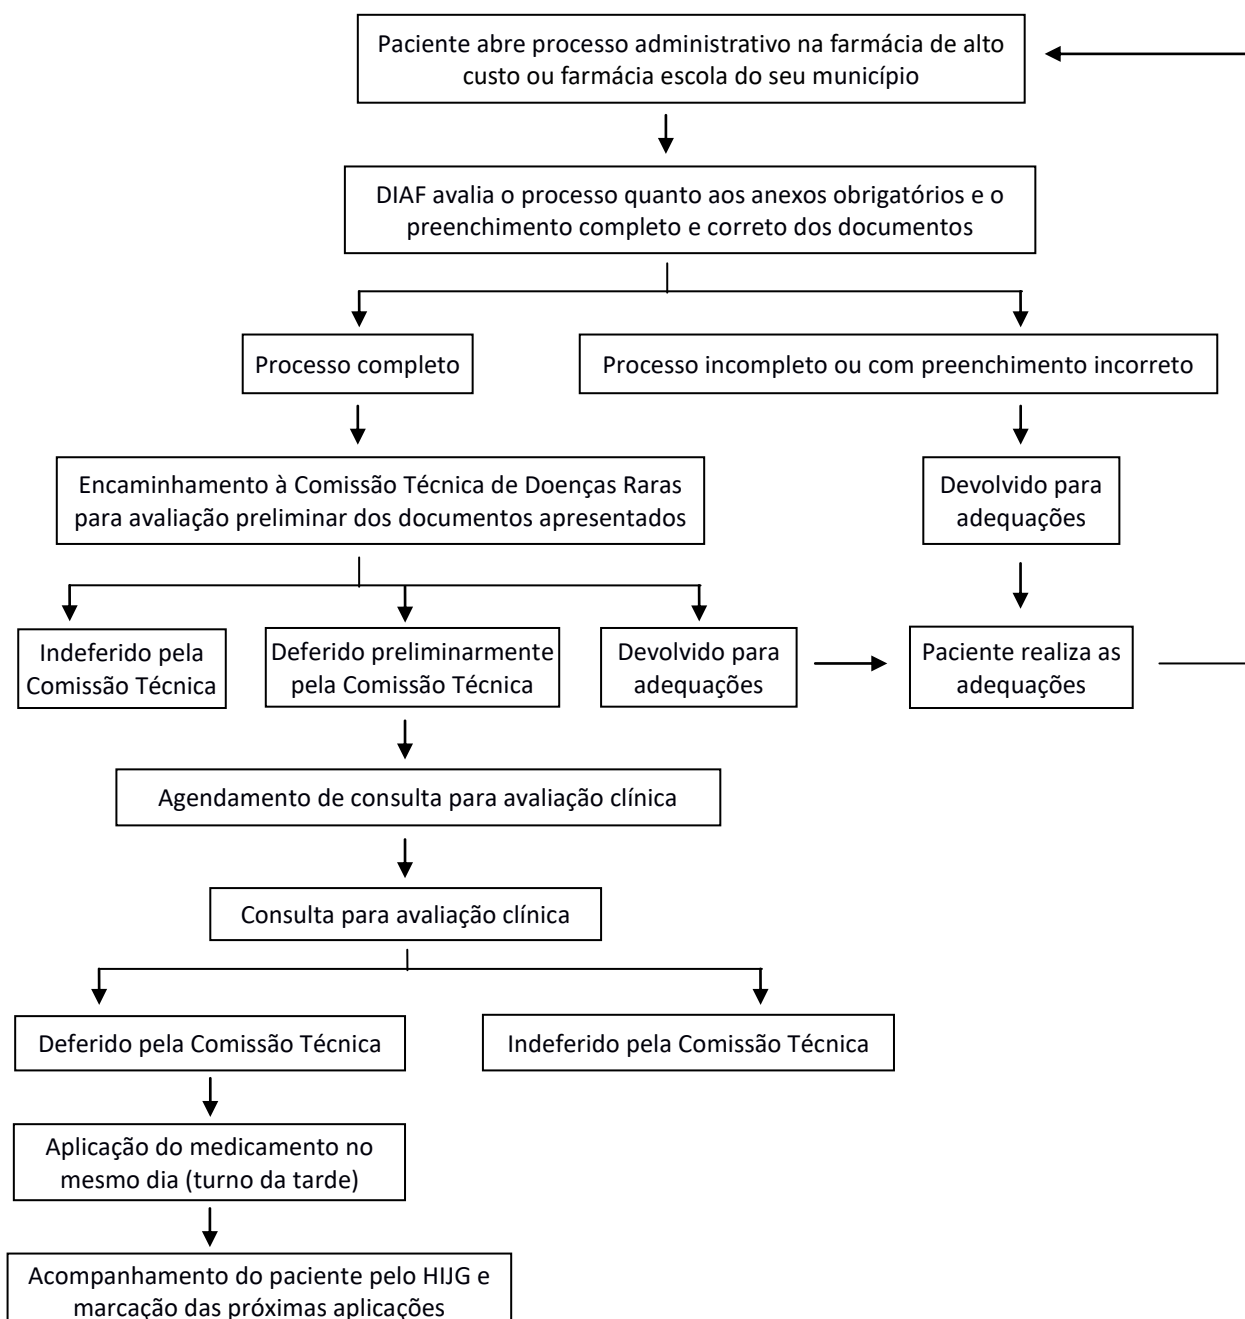 Paciente abre processo administrativo na farmácia de alto
custo ou farmácia escola do seu município
DIAF avalia o processo quanto aos anexos obrigatórios e o
preenchimento completo e correto dos documentos
Processo completo
Processo incompleto ou com preenchimento incorreto
Encaminhamento à Comissão Técnica de Doenças Raras
para avaliação preliminar dos documentos apresentados
Devolvido para
adequações
Indeferido pela
Comissão Técnica
Deferido preliminarmente
pela Comissão Técnica
Devolvido para
adequações
Paciente realiza as
adequações
Agendamento de consulta para avaliação clínica
Consulta para avaliação clínica
Deferido pela Comissão Técnica
Indeferido pela Comissão Técnica
Aplicação do medicamento no
mesmo dia (turno da tarde)
Acompanhamento do paciente pelo HIJG e
marcação das próximas aplicações